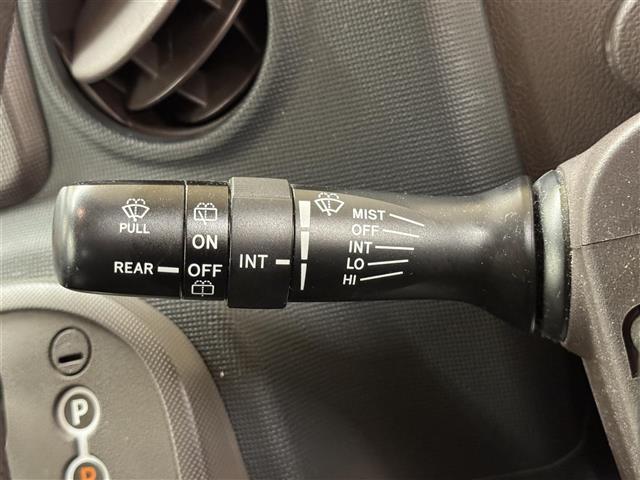 PULL
REAR
ON
OFF
INT
MIST
OFF
INT
LO
HI
P
R